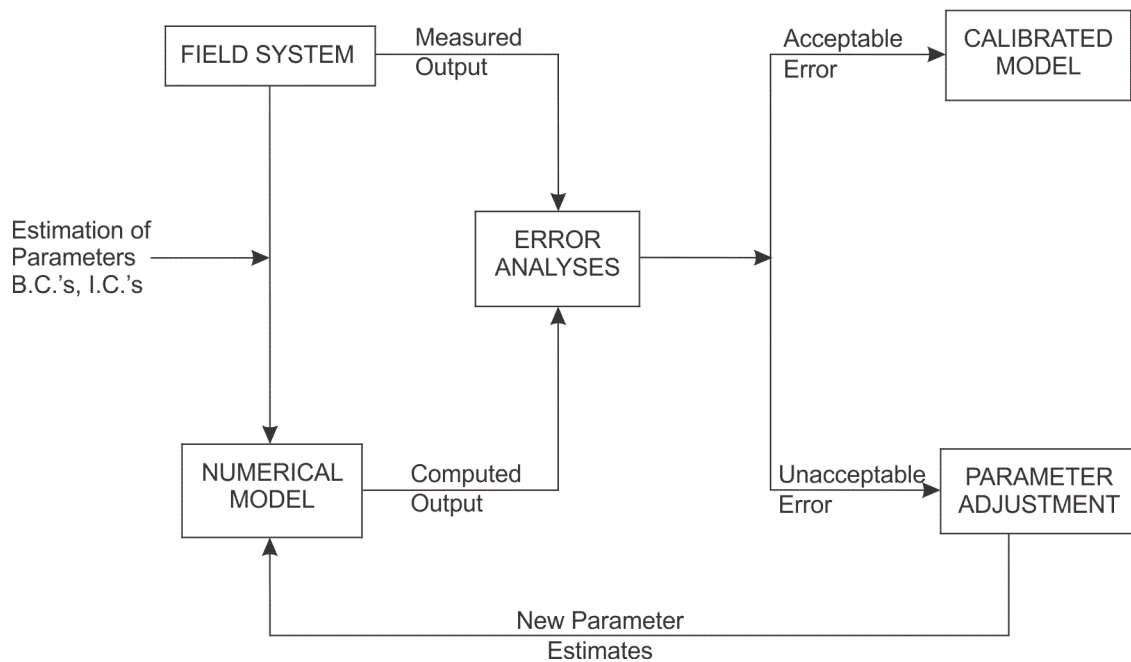 FIELD SYSTEM
Measured
Output
Acceptable
Error
CALIBRATED
MODEL
Estimation of
Parameters
B.C.’s, I.C.’s
ERROR
ANALYSES
NUMERICAL
MODEL
Computed
Output
Unacceptable
Error
PARAMETER
ADJUSTMENT
New Parameter
Estimates